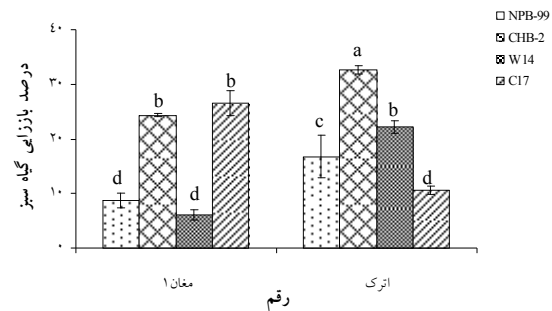 NPB-99
CHB-2
W14
C17
درصد باززایی گیاه سبز
۴۰
۳۰
۲۰
۱۰
۰
d
b
d
b
c
a
b
d
مغان۱
اترک
رقم